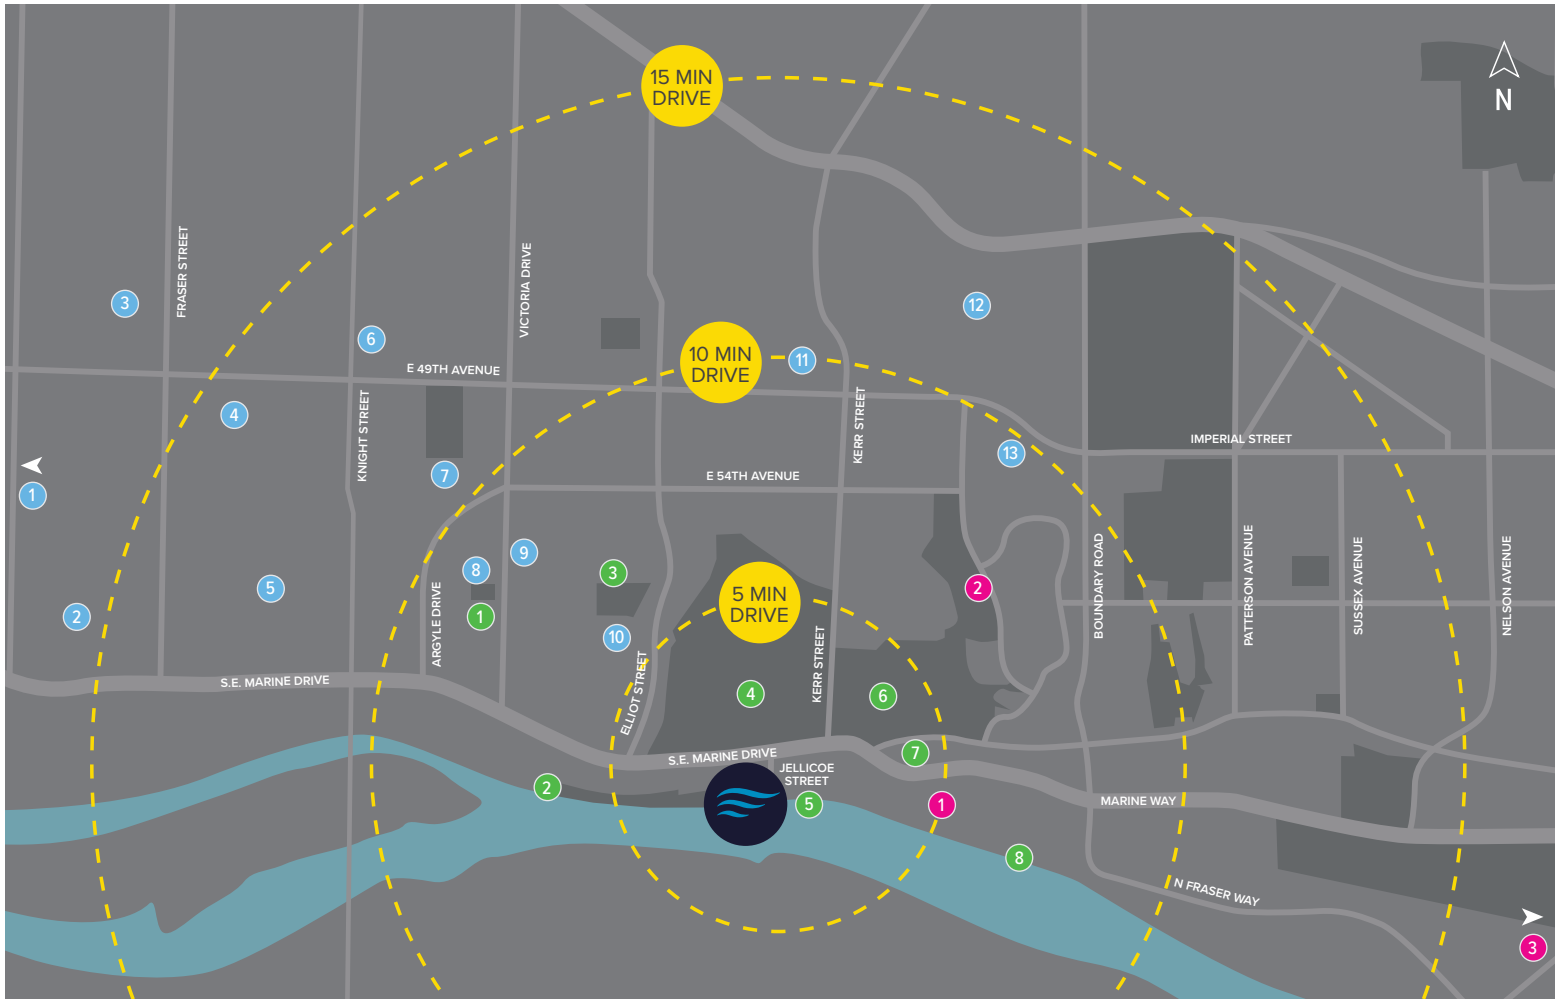 15 MIN
DRIVE
N
FRASER STREET
VICTORIA DRIVE
3
12
6
10 MIN
DRIVE
11
E 49TH AVENUE
4
KNIGHT STREET
KERR STREET
IMPERIAL STREET
13
7
E 54TH AVENUE
1
9
8
3
2
5
5 MIN
DRIVE
BOUNDARY ROAD
PATTERSON AVENUE
SUSSEX AVENUE
NELSON AVENUE
2
1
ARGYLE DRIVE
10
KERR STREET
ELLIOT STREET
S.E. MARINE DRIVE
4
6
S.E. MARINE DRIVE
7
JELLICOE
STREET
2
5
1
MARINE WAY
8
N FRASER WAY
3